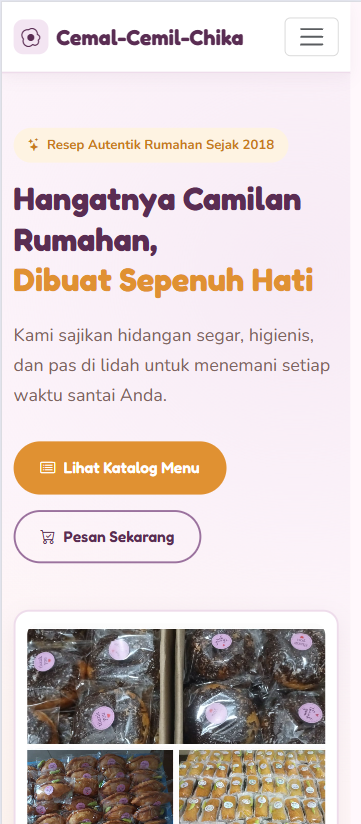 Cemal-Cemil-Chika
Resep Autentik Rumahan Sejak 2018
Hangatnya Camilan
Rumahan,
Dibuat Sepenuh Hati
Kami sajikan hidangan segar, higienis,
dan pas di lidah untuk menemani setiap
waktu santai Anda.
Lihat Katalog Menu
Pesan Sekarang